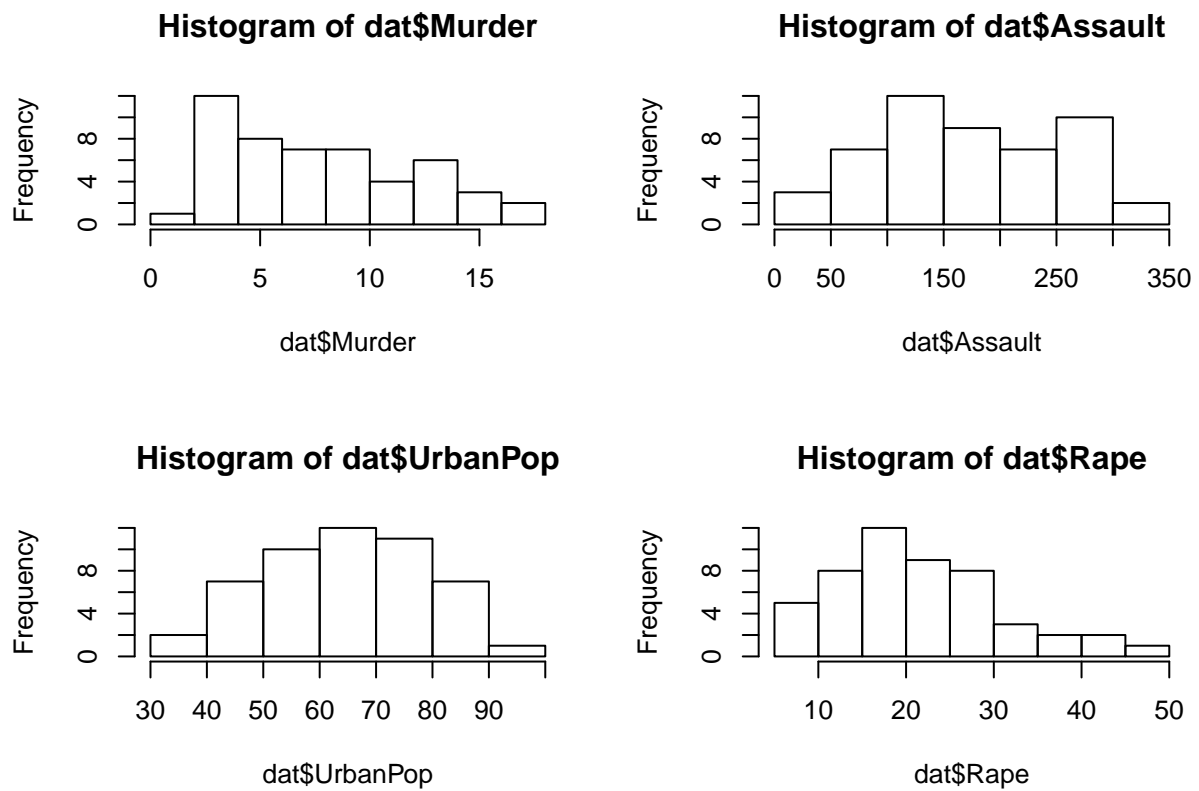 Histogram of dat$Murder
Frequency
0 4 8
0 5 10 15
dat$Murder
Histogram of dat$Assault
Frequency
0 4 8
0 50 150 250 350
dat$Assault
Histogram of dat$UrbanPop
Frequency
0 4 8
30 40 50 60 70 80 90
dat$UrbanPop
Histogram of dat$Rape
Frequency
0 4 8
10 20 30 40 50
dat$Rape